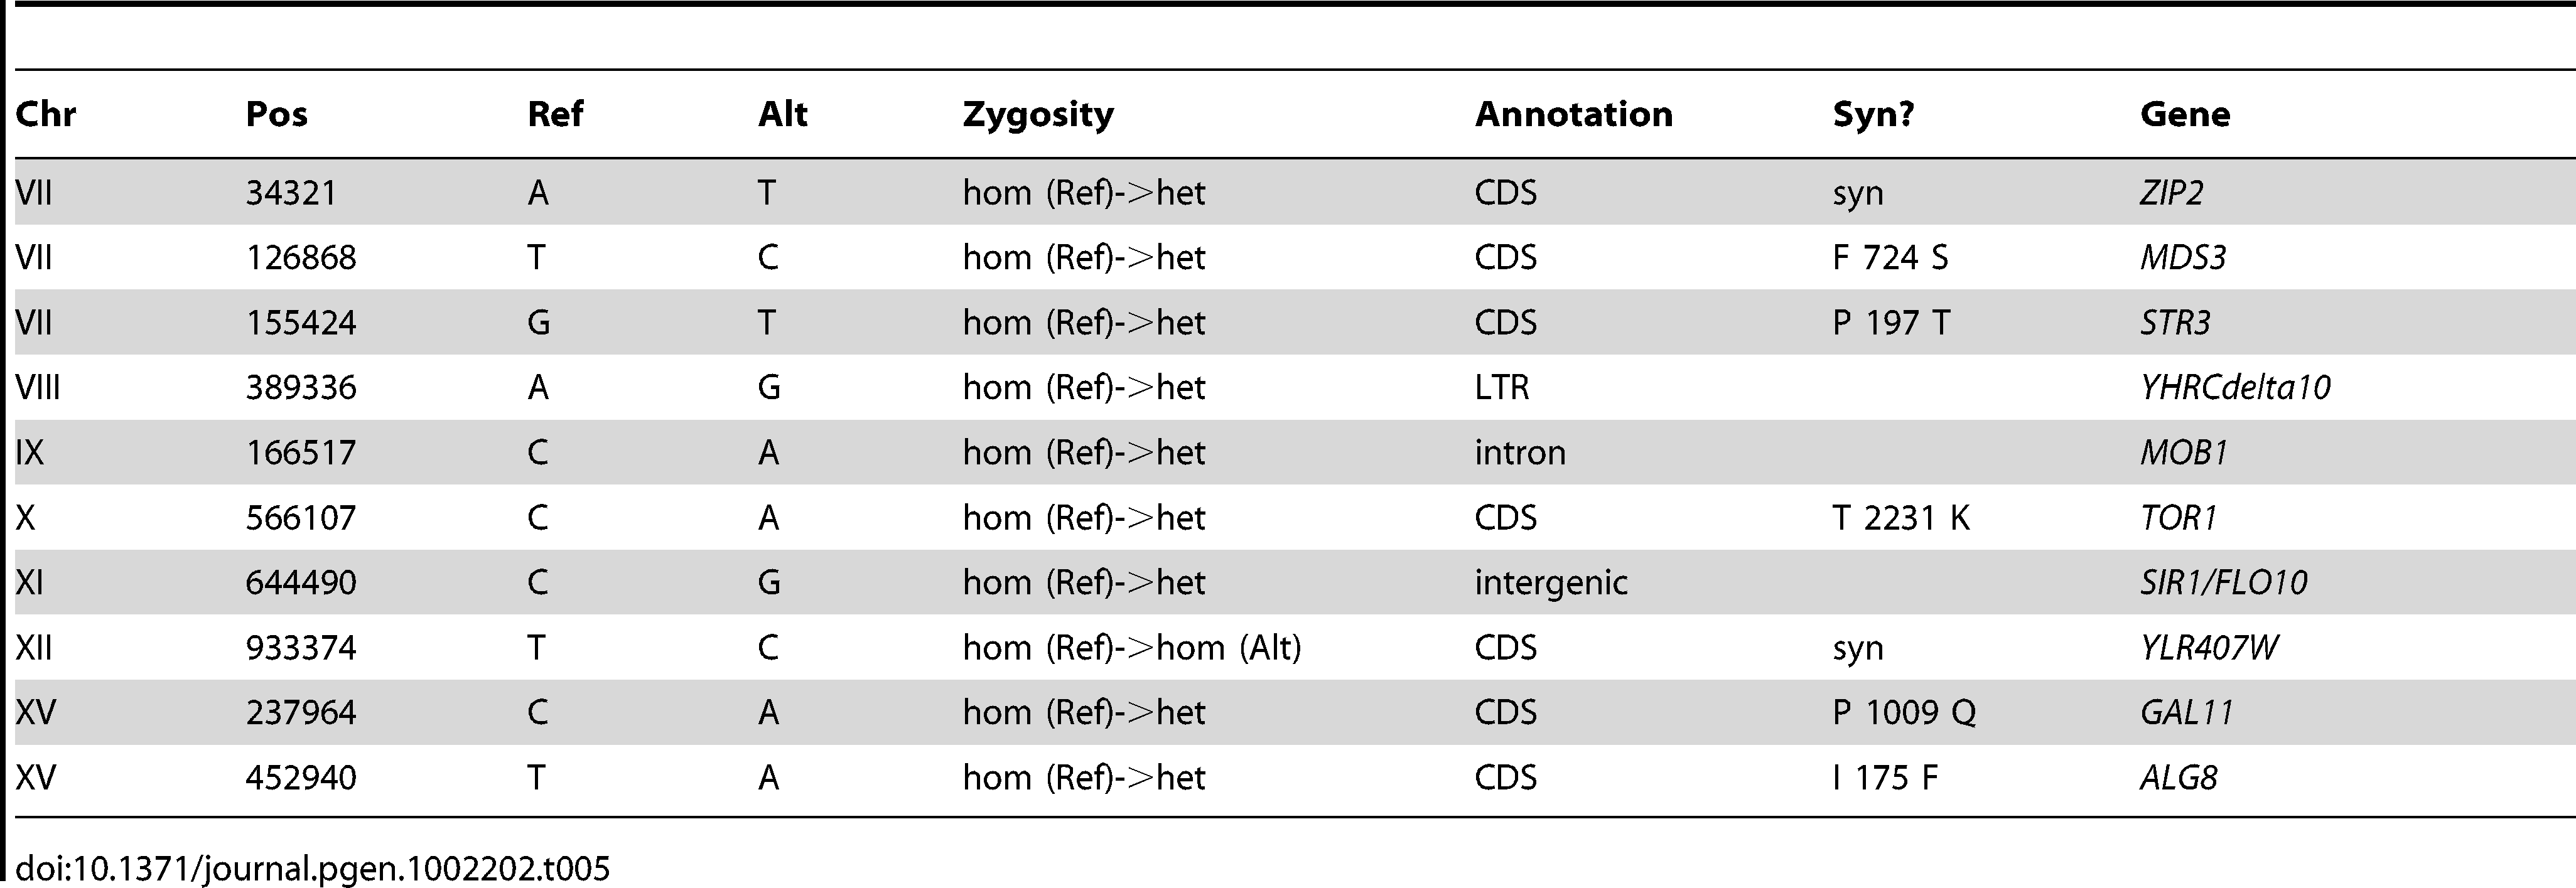 Chr Pos Ref Alt Zygosity Annotation Syn? Gene
VII 34321 A T hom (Ref)->het CDS syn ZIP2
VII 126868 T C hom (Ref)->het CDS F 724 S MDS3
VII 155424 G T hom (Ref)->het CDS P 197 T STR3
VIII 389336 A G hom (Ref)->het LTR YHRCdelta10
IX 166517 C A hom (Ref)->het intron MOB1
X 566107 C A hom (Ref)->het CDS T 2231 K TOR1
XI 644490 C G hom (Ref)->het intergenic SIR1/FLO10
XII 933374 T C hom (Ref)->hom (Alt) CDS syn YLR407W
XV 237964 C A hom (Ref)->het CDS P 1009 Q GAL11
XV 452940 T A hom (Ref)->het CDS I 175 F ALG8
doi:10.1371/journal.pgen.1002202.t005